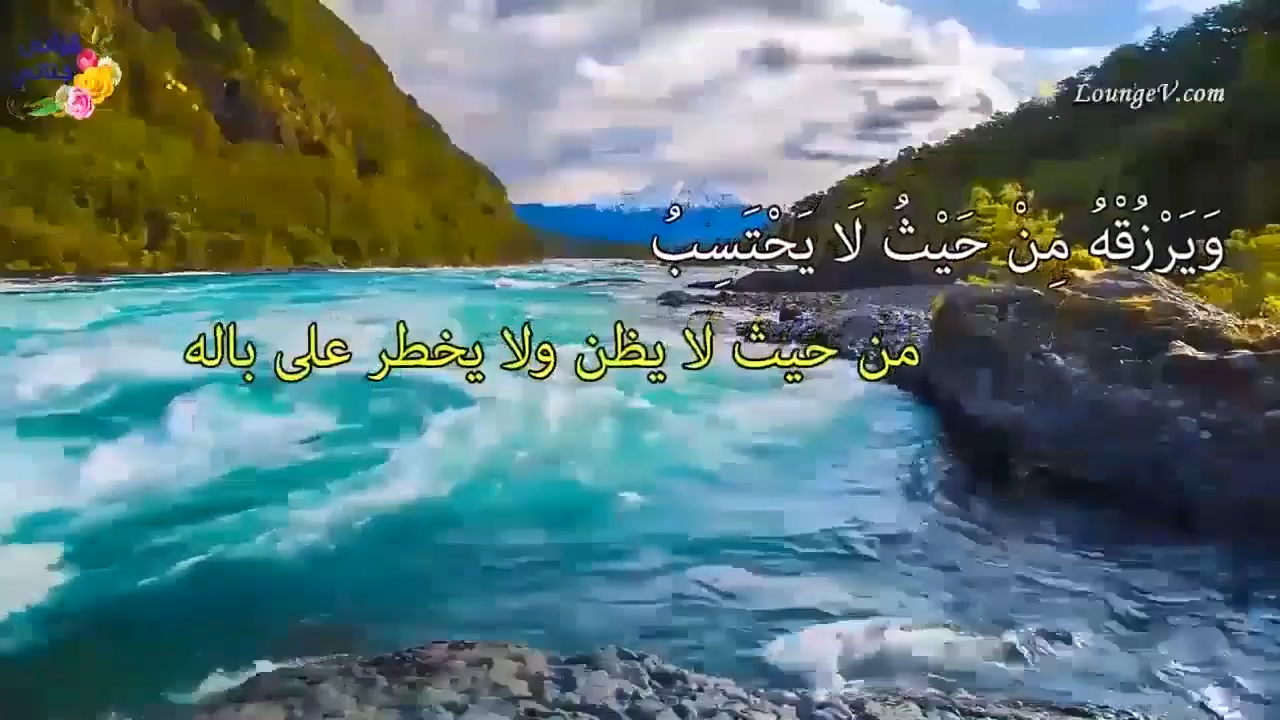 LoungeV.com
وَيَرْزُقْهُ مِنْ حَيْثُ لَا يَحْتَسِبُ
من حيث لا يظن ولا يخطر على باله